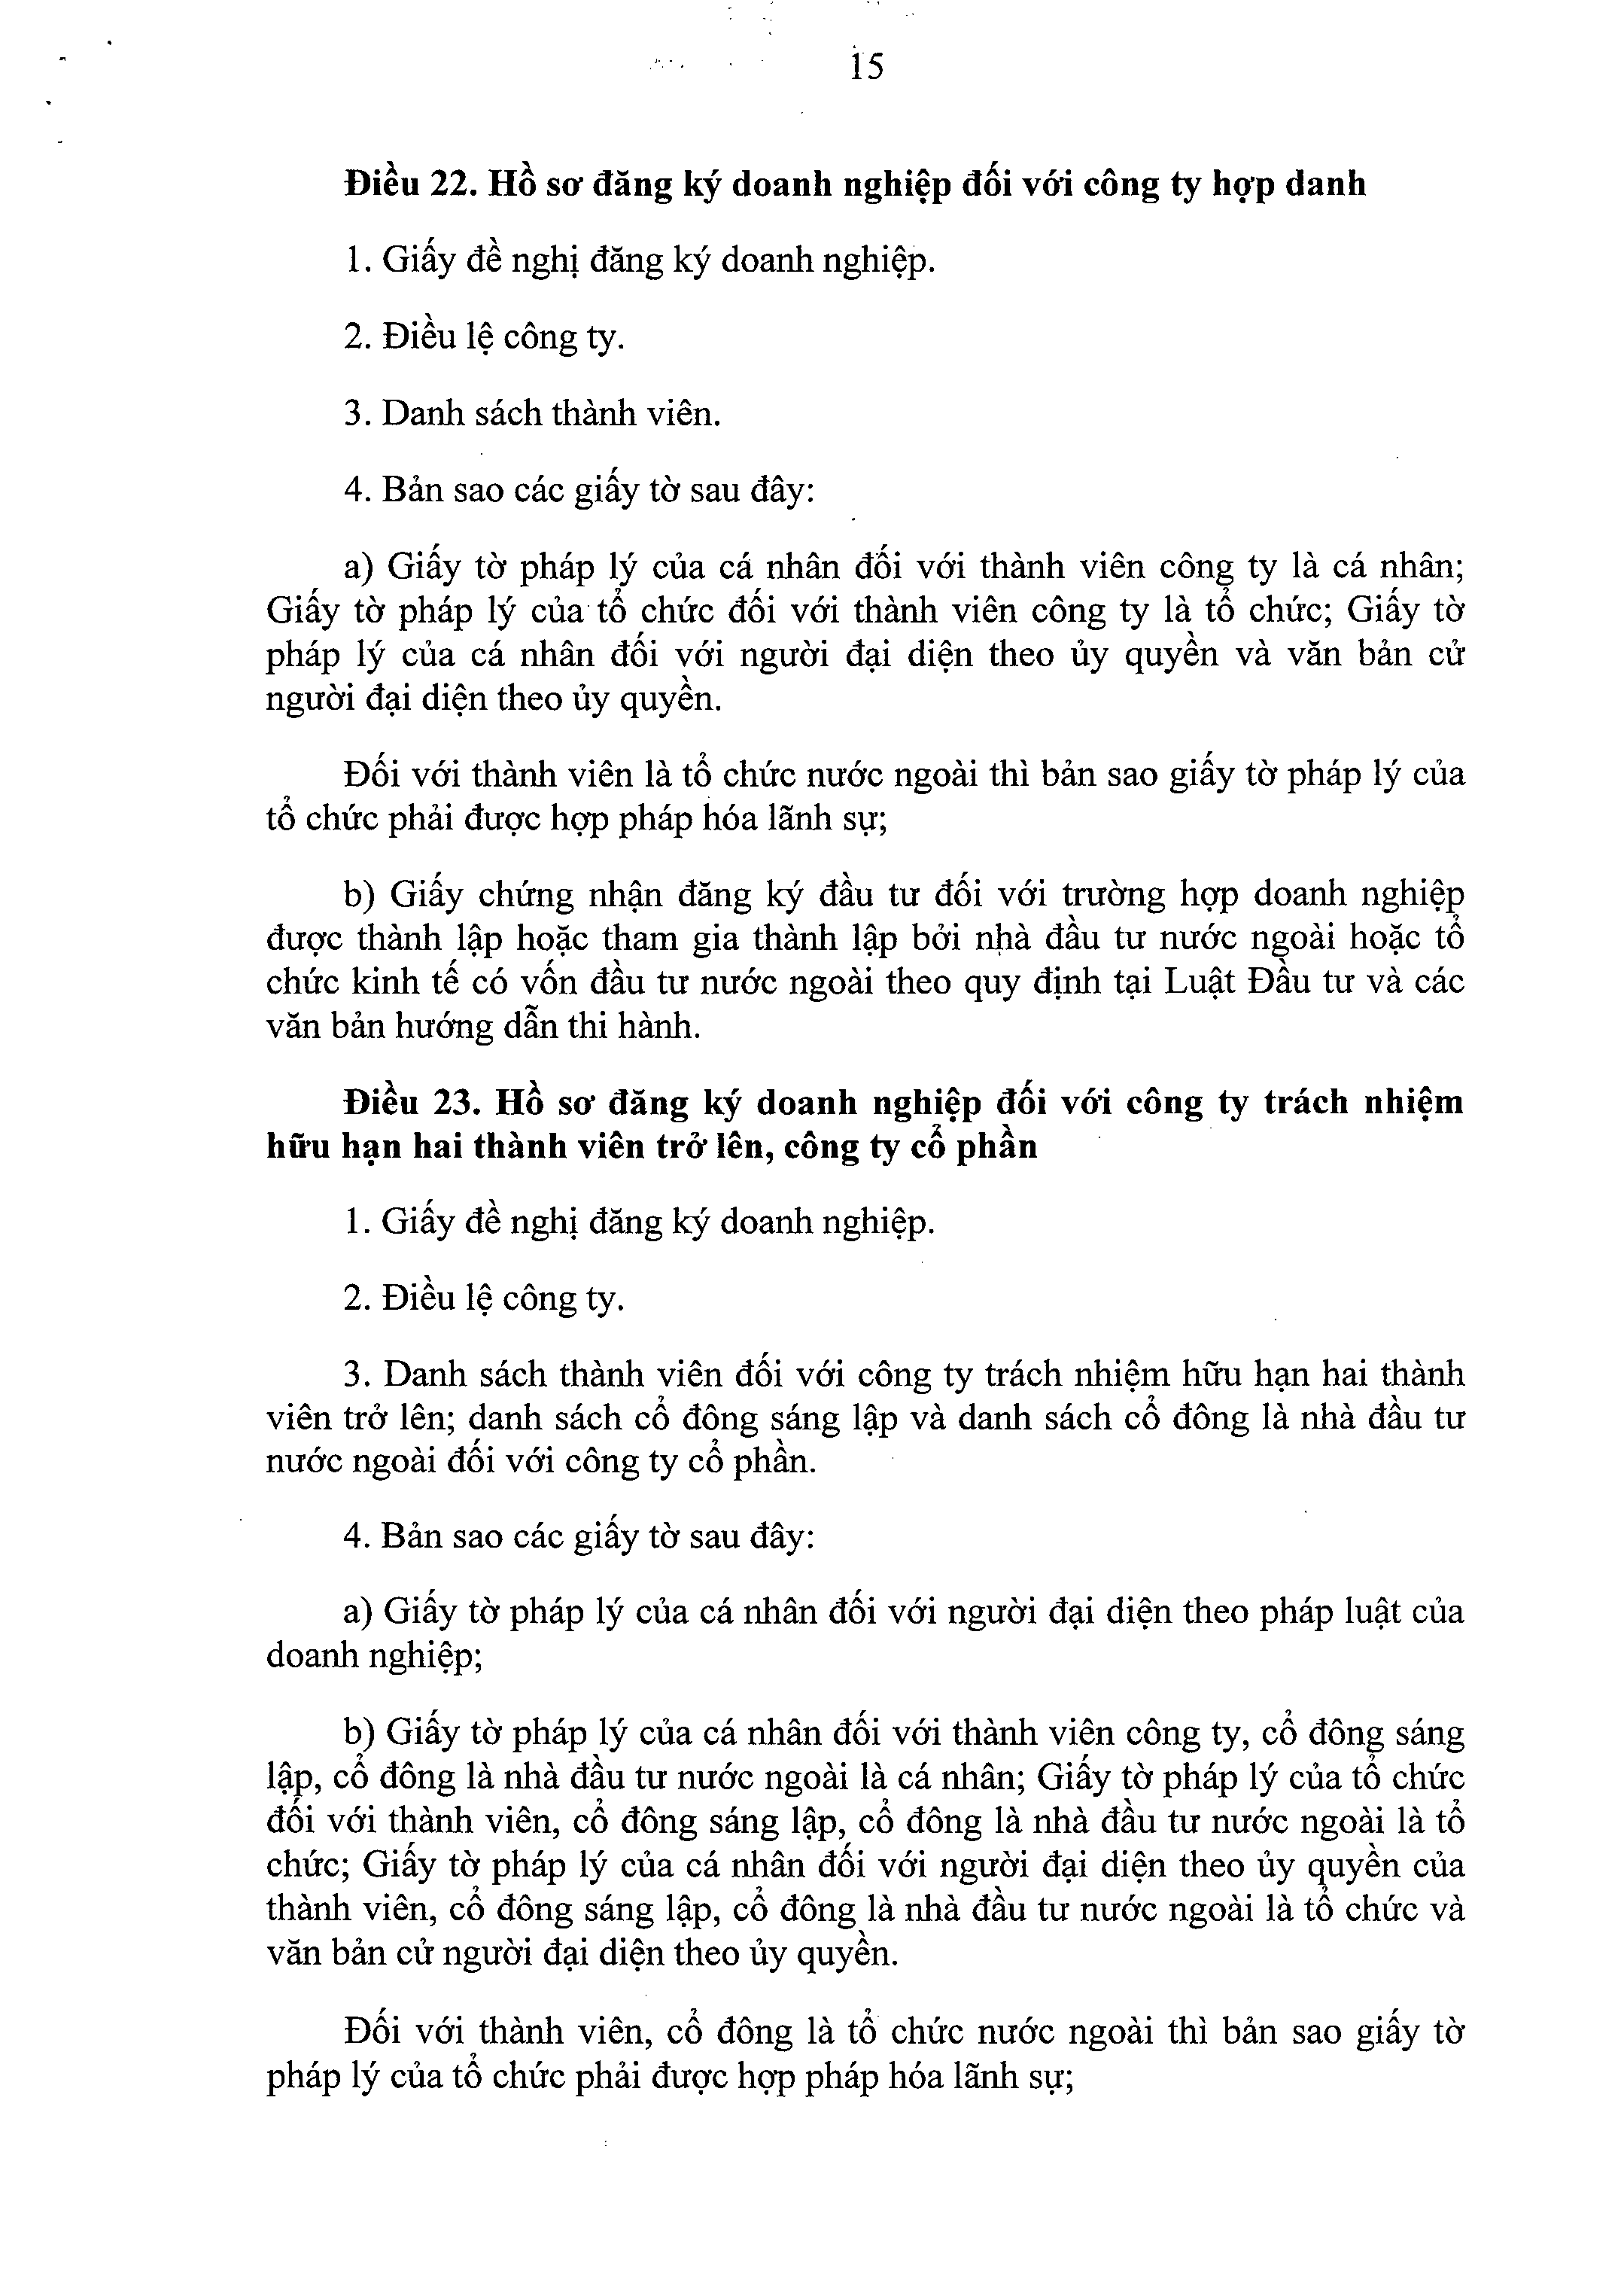 15
Điều 22. Hồ sơ đăng ký doanh nghiệp đối với công ty hợp danh
1. Giấy đề nghị đăng ký doanh nghiệp.
2. Điều lệ công ty.
3. Danh sách thành viên.
4. Bản sao các giấy tờ sau đây:
a) Giấy tờ pháp lý của cá nhân đối với thành viên công ty là cá nhân;
Giấy tờ pháp lý của tổ chức đối với thành viên công ty là tổ chức; Giấy tờ
pháp lý của cá nhân đối với người đại diện theo ủy quyền và văn bản cử
người đại diện theo ủy quyền.
Đối với thành viên là tổ chức nước ngoài thì bản sao giấy tờ pháp lý của
tổ chức phải được hợp pháp hóa lãnh sự;
b) Giấy chứng nhận đăng ký đầu tư đối với trường hợp doanh nghiệp
được thành lập hoặc tham gia thành lập bởi nhà đầu tư nước ngoài hoặc tổ
chức kinh tế có vốn đầu tư nước ngoài theo quy định tại Luật Đầu tư và các
văn bản hướng dẫn thi hành.
Điều 23. Hồ sơ đăng ký doanh nghiệp đối với công ty trách nhiệm
hữu hạn hai thành viên trở lên, công ty cổ phần
1. Giấy đề nghị đăng ký doanh nghiệp.
2. Điều lệ công ty.
3. Danh sách thành viên đối với công ty trách nhiệm hữu hạn hai thành
viên trở lên; danh sách cổ đông sáng lập và danh sách cổ đông là nhà đầu tư
nước ngoài đối với công ty cổ phần.
4. Bản sao các giấy tờ sau đây:
a) Giấy tờ pháp lý của cá nhân đối với người đại diện theo pháp luật của
doanh nghiệp;
b) Giấy tờ pháp lý của cá nhân đối với thành viên công ty, cổ đông sáng
lập, cổ đông là nhà đầu tư nước ngoài là cá nhân; Giấy tờ pháp lý của tổ chức
đối với thành viên, cổ đông sáng lập, cổ đông là nhà đầu tư nước ngoài là tổ
chức; Giấy tờ pháp lý của cá nhân đối với người đại diện theo ủy quyền của
thành viên, cổ đông sáng lập, cổ đông là nhà đầu tư nước ngoài là tổ chức và
văn bản cử người đại diện theo ủy quyền.
Đối với thành viên, cổ đông là tổ chức nước ngoài thì bản sao giấy tờ
pháp lý của tổ chức phải được hợp pháp hóa lãnh sự;